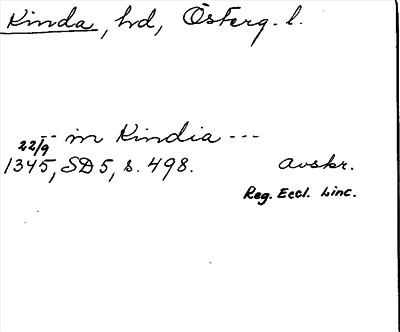 Kinda, hd, Österg. l.
-- in Kindia ---
22/9
1345, SD 5, s. 498. avskr.
Reg. Eccl. Linc.